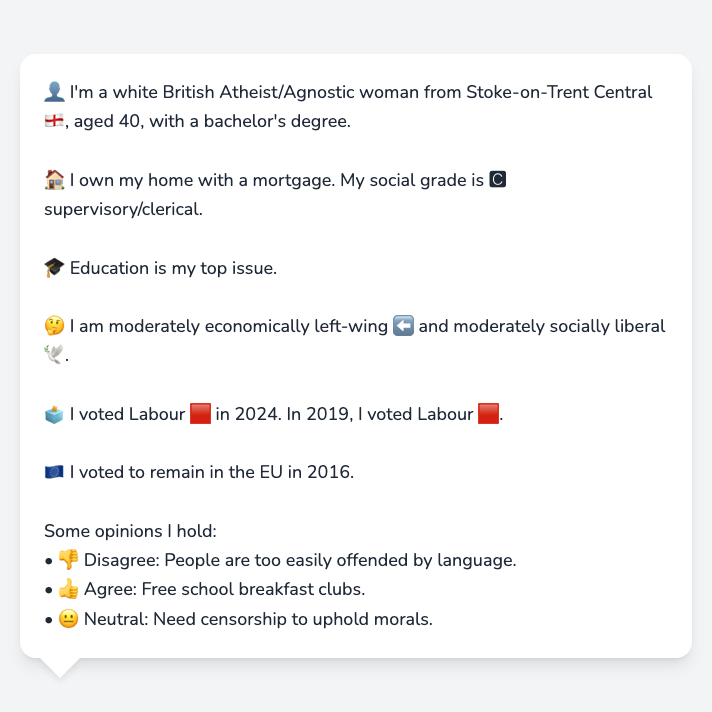 👤 I'm a white British Atheist/Agnostic woman from Stoke-on-Trent Central
🏴󠁧󠁢󠁥󠁮󠁧󠁿, aged 40, with a bachelor's degree.
🏠 I own my home with a mortgage. My social grade is C
supervisory/clerical.
🎓 Education is my top issue.
🤔 I am moderately economically left-wing ⬅️ and moderately socially liberal
🕊️.
🗳️ I voted Labour 🟥 in 2024. In 2019, I voted Labour 🟥.
🇪🇺 I voted to remain in the EU in 2016.
Some opinions I hold:
• 👎 Disagree: People are too easily offended by language.
• 👍 Agree: Free school breakfast clubs.
• 😐 Neutral: Need censorship to uphold morals.